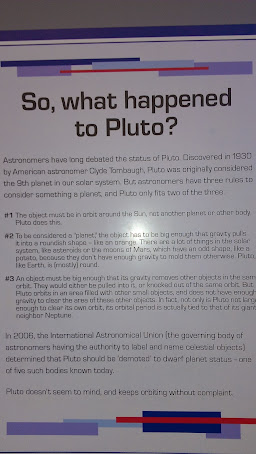 So, what happened
to Pluto?
Astronomers have long debated the status of Pluto. Discovered in 1930
by American astronomer Clyde Tombaugh, Pluto was originally considered
the 9th planet in our solar system. But astronomers have three rules to
consider something a planet, and Pluto only fits two of the three.
#1 The object must be in orbit around the Sun, not another planet or other body.
Pluto does this.
#2 To be considered a "planet," the object has to be big enough that gravity pulls
it into a roundish shape - like an orange. There are a lot of things in the solar
system, like asteroids or the moons of Mars, which have an odd shape, like a
potato, because they don't have enough gravity to mold them otherwise. Pluto,
like Earth, is (mostly) round.
#3 An object must be big enough that its gravity removes other objects in the same
orbit. They would either be pulled into it, or knocked out of the same orbit. But
Pluto orbits in an area filled with other small objects, and does not have enough
gravity to clear the area of these other objects. In fact, not only is Pluto not large
enough to clear its own orbit, its orbital period is actually tied to that of its giant
neighbor Neptune.
In 2006, the International Astronomical Union (the governing body of
astronomers having the authority to label and name celestial objects)
determined that Pluto should be 'demoted' to dwarf planet status - one
of five such bodies known today.
Pluto doesn't seem to mind, and keeps orbiting without complaint.